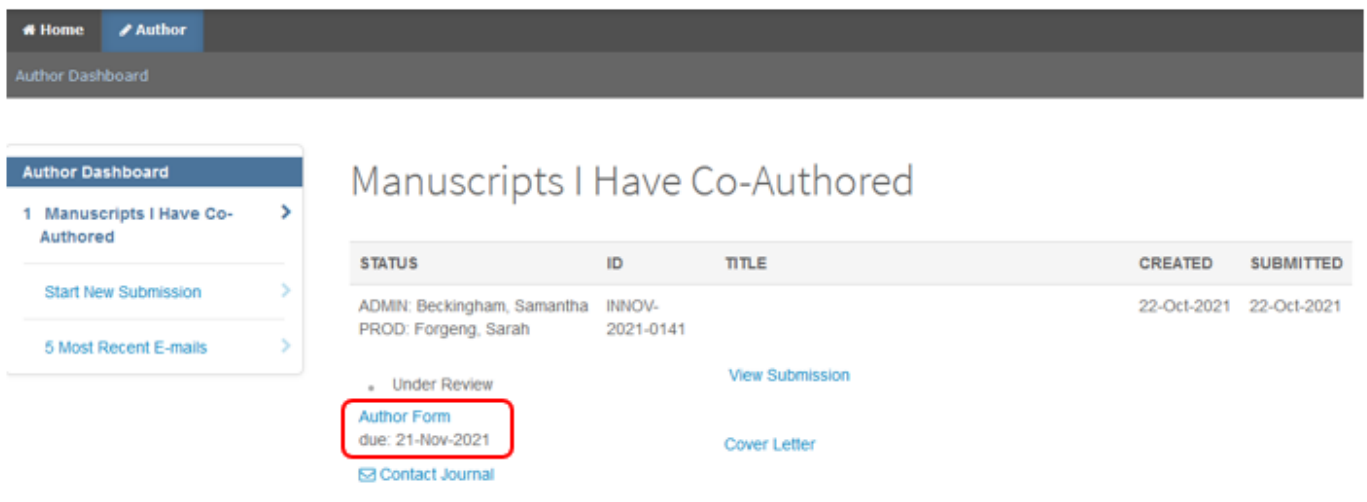 Home Author
Author Dashboard
Author Dashboard
1 Manuscripts I Have Co-
Authored
Start New Submission
5 Most Recent E-mails
Manuscripts I Have Co-Authored
STATUS ID TITLE CREATED SUBMITTED
ADMIN: Beckingham, Samantha INNOV- 22-Oct-2021 22-Oct-2021
PROD: Forgeng, Sarah 2021-0141
Under Review
View Submission
Author Form
due: 21-Nov-2021
Cover Letter
Contact Journal